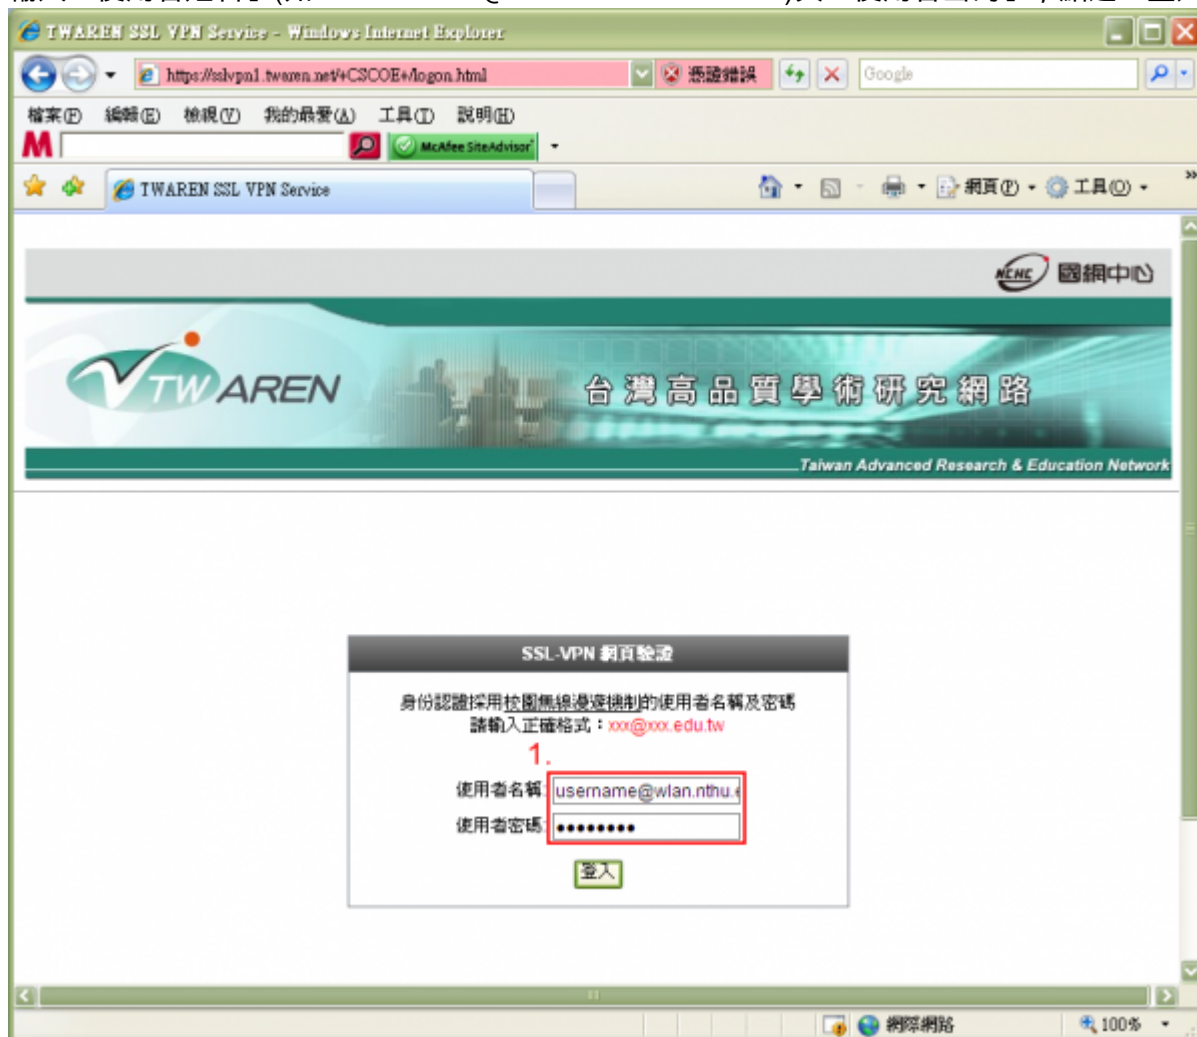 TWAREN SSL VPN Service - Windows Internet Explorer
https://sslvpn1.twaren.net/+CSCOE+/logon.html
憑證錯誤
Google
檔案(F) 編輯(E) 檢視(V) 我的最愛(A) 工具(T) 說明(H)
M
McAfee SiteAdvisor
TWAREN SSL VPN Service
網頁(P)
工具(O)
NCHC 國網中心
TWAREN
台灣高品質學術研究網路
Taiwan Advanced Research & Education Network
SSL-VPN 網頁驗證
身份認證採用校園無線漫遊機制的使用者名稱及密碼
請輸入正確格式：xxx@xxx.edu.tw
1.
使用者名稱: username@wlan.nthu.e
使用者密碼: ●●●●●●●●
登入
網際網路
100%